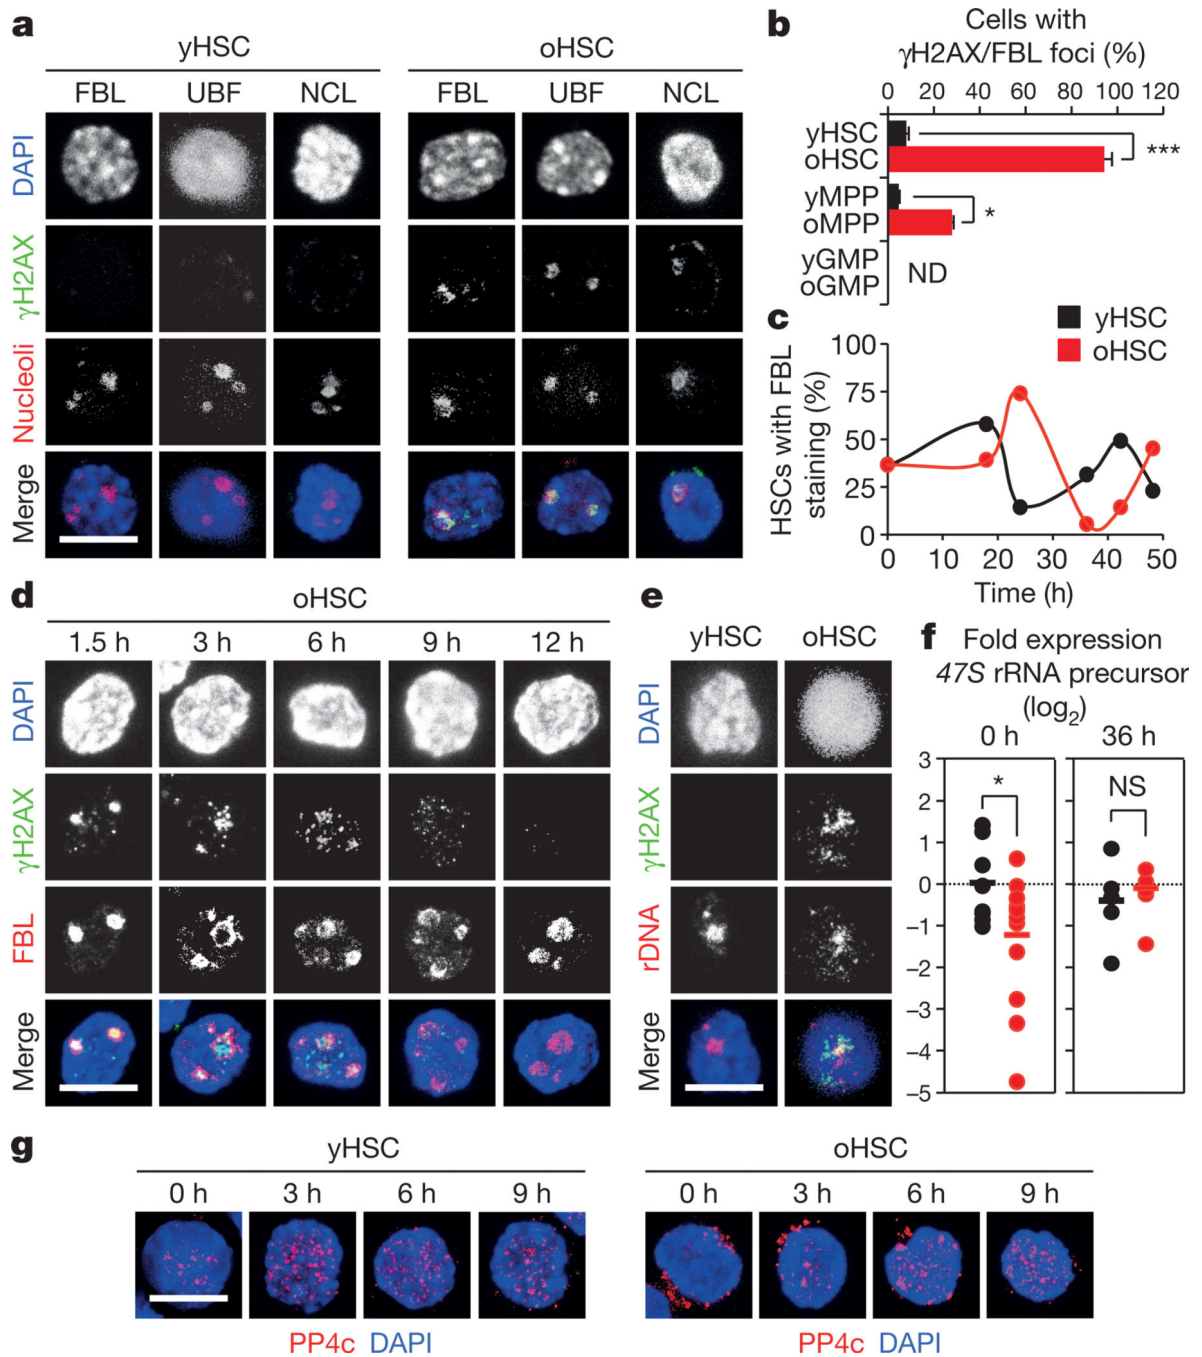 a
yHSC
oHSC
FBL UBF NCL
FBL UBF NCL
DAPI
γH2AX
Nucleoli
Merge
b
Cells with
γH2AX/FBL foci (%)
0 20 40 60 80 100 120
yHSC
oHSC
***
yMPP
oMPP
*
yGMP
oGMP
ND
c
yHSC
oHSC
HSCs with FBL
staining (%)
100
75
50
25
0
0 10 20 30 40 50
Time (h)
d
oHSC
1.5 h 3 h 6 h 9 h 12 h
DAPI
γH2AX
FBL
Merge
e
yHSC oHSC
DAPI
γH2AX
rDNA
Merge
f
Fold expression
47S rRNA precursor
(log2)
0 h 36 h
3
2
1
0
−1
−2
−3
−4
−5
*
NS
g
yHSC
oHSC
0 h 3 h 6 h 9 h
0 h 3 h 6 h 9 h
PP4c DAPI
PP4c DAPI